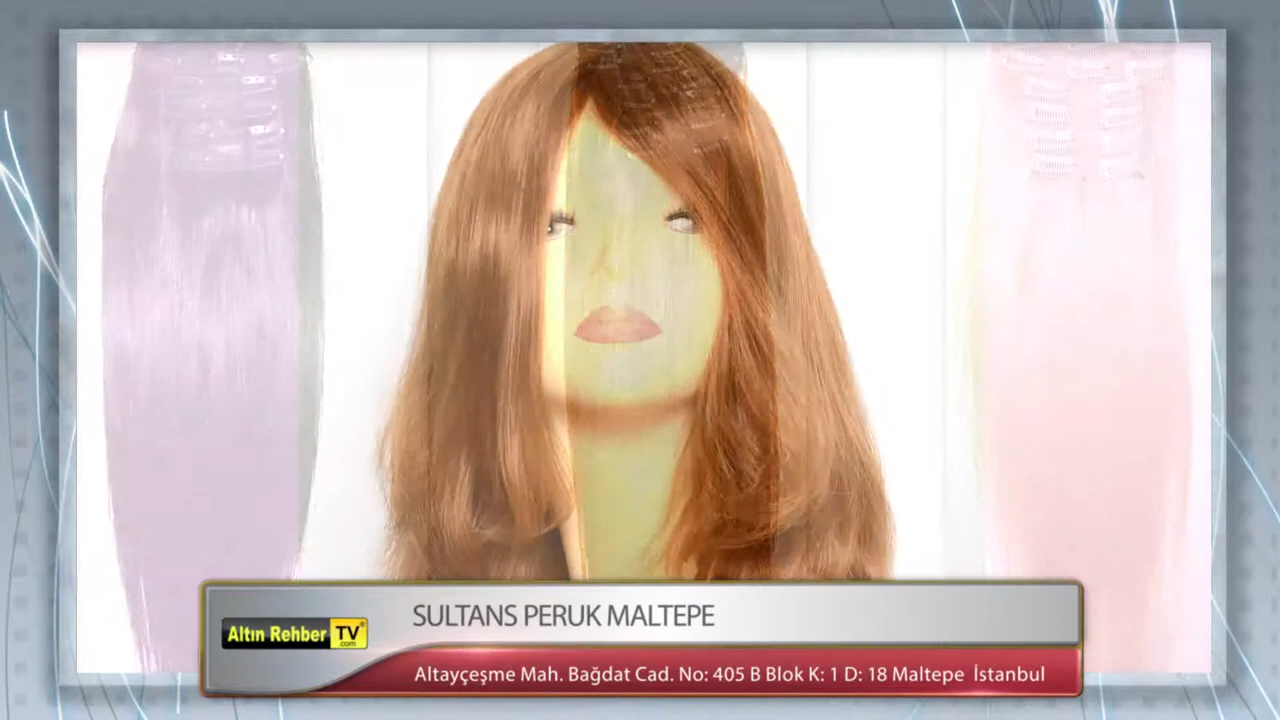 SULTANS PERUK MALTEPE
Altın Rehber TV®
.com
Altayçeşme Mah. Bağdat Cad. No: 405 B Blok K: 1 D: 18 Maltepe İstanbul